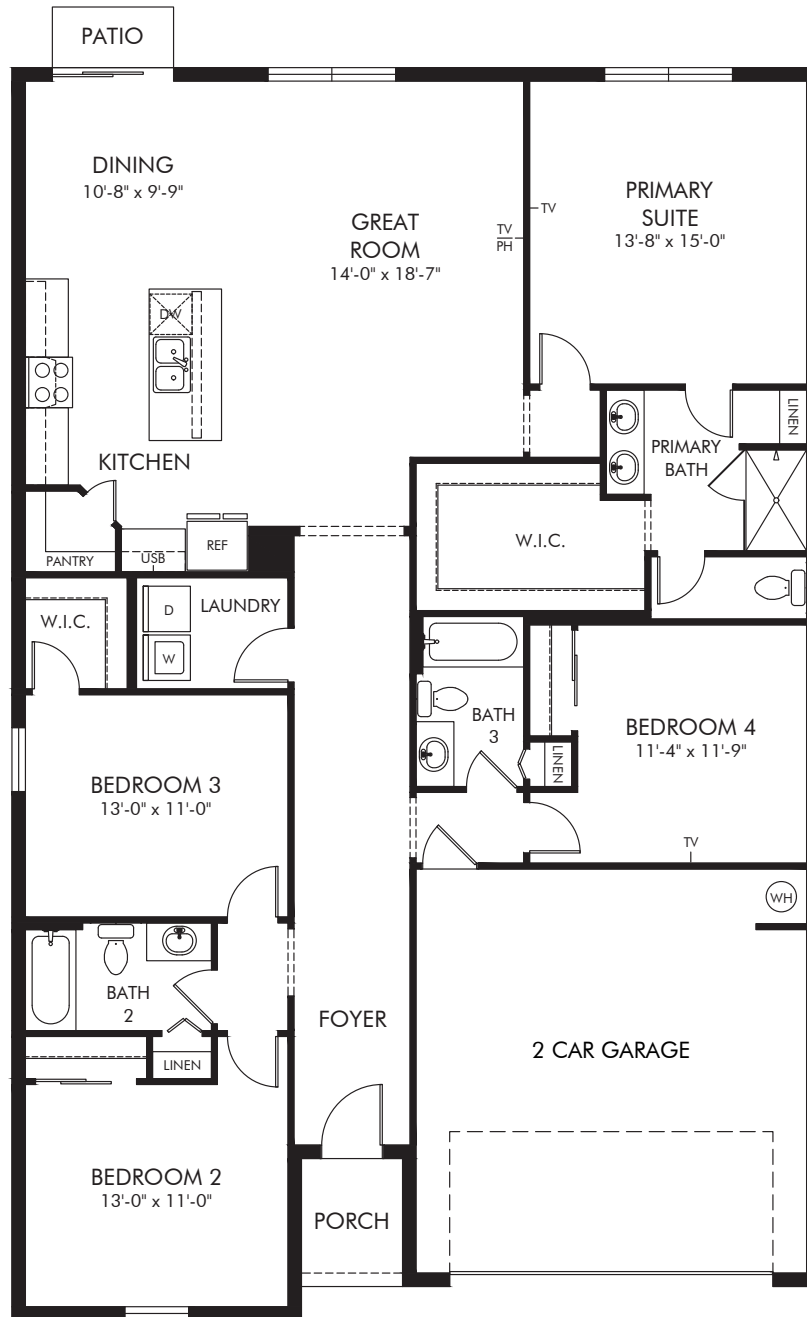 PATIO
DINING
10'-8" x 9'-9"
GREAT
ROOM
14'-0" x 18'-7"
TV
PH
TV
PRIMARY
SUITE
13'-8" x 15'-0"
DW
KITCHEN
LINEN
PRIMARY
BATH
PANTRY
USB
REF
W.I.C.
W.I.C.
D
LAUNDRY
W
BATH
3
LINEN
BEDROOM 4
11'-4" x 11'-9"
TV
BEDROOM 3
13'-0" x 11'-0"
WH
BATH
2
FOYER
LINEN
2 CAR GARAGE
BEDROOM 2
13'-0" x 11'-0"
PORCH